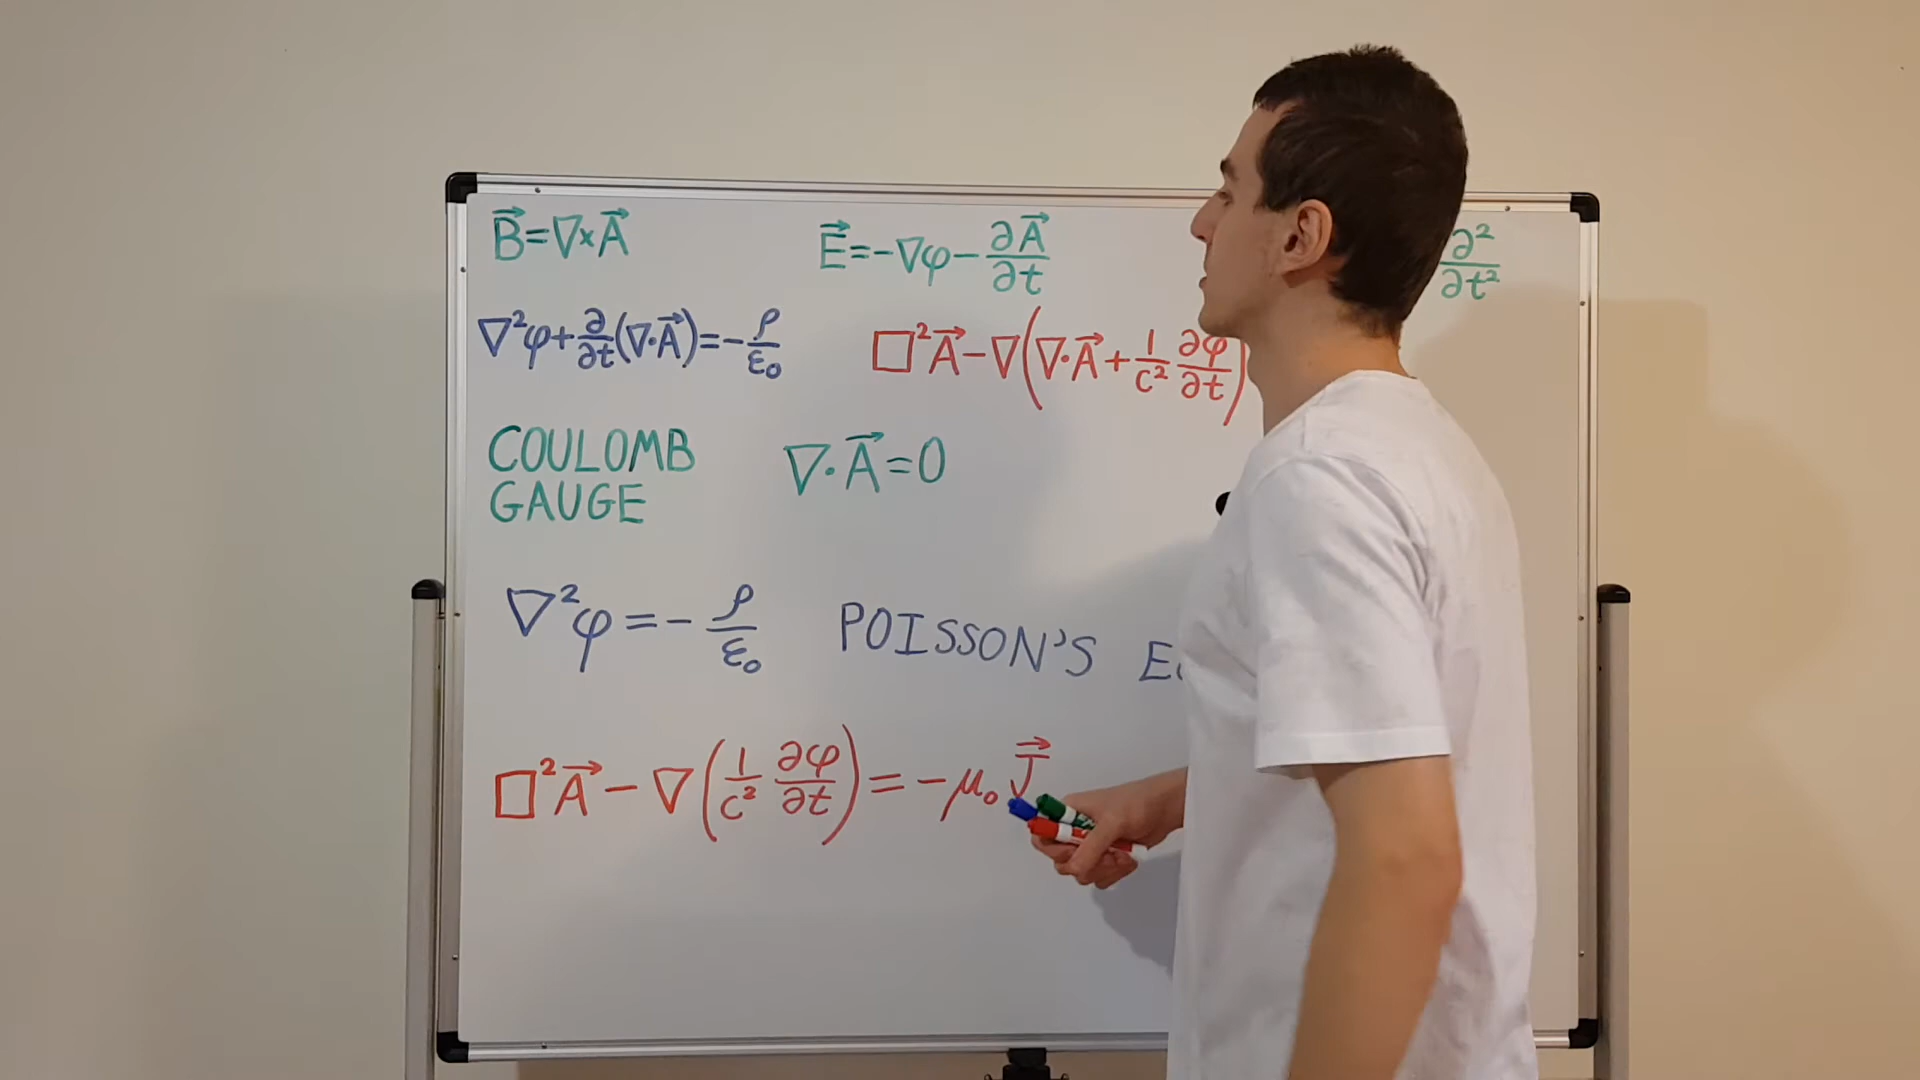 B⃗=∇×A⃗ E⃗=-∇φ-∂A⃗/∂t ∂²/∂t²
∇²φ+∂/∂t(∇·A⃗)=-ρ/ε₀ □²A⃗-∇(∇·A⃗+1/c² ∂φ/∂t)
COULOMB ∇·A⃗=0
GAUGE
∇²φ=-ρ/ε₀ POISSON'S
□²A⃗-∇(1/c² ∂φ/∂t)=-μ₀J⃗